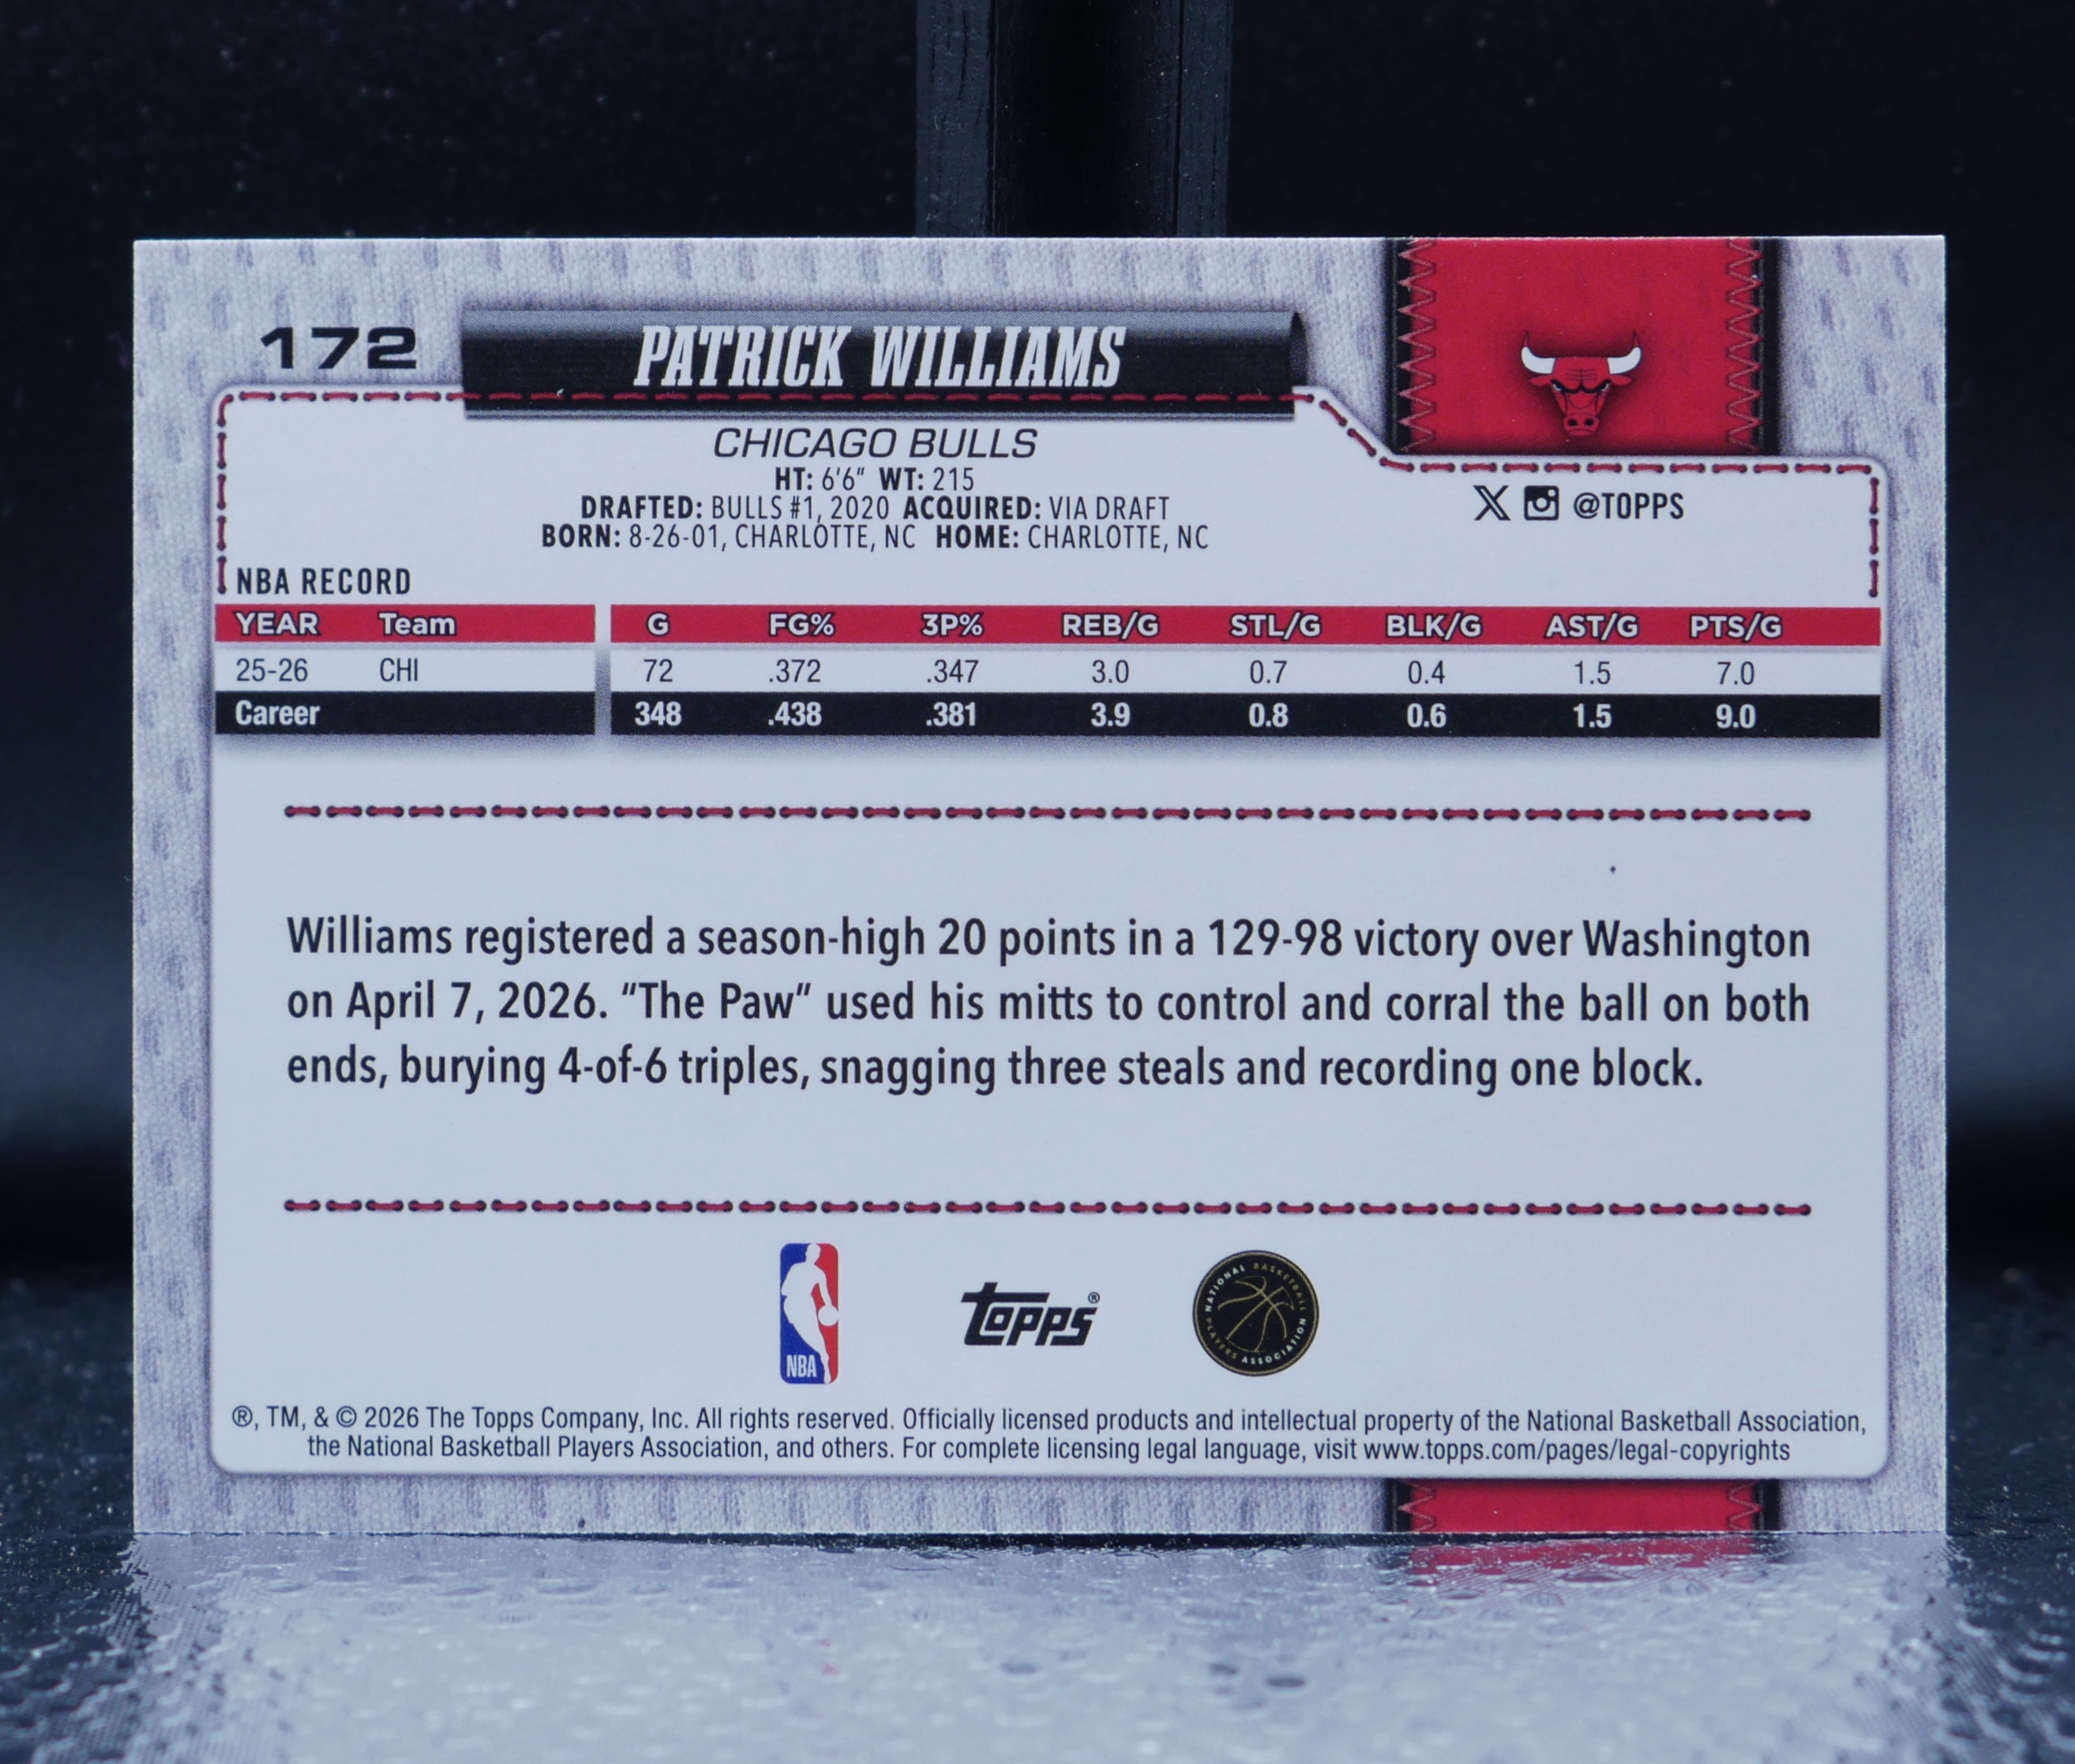 172
PATRICK WILLIAMS
CHICAGO BULLS
HT: 6'6" WT: 215
DRAFTED: BULLS #1, 2020 ACQUIRED: VIA DRAFT
BORN: 8-26-01, CHARLOTTE, NC HOME: CHARLOTTE, NC
@TOPPS
NBA RECORD
YEAR Team G FG% 3P% REB/G STL/G BLK/G AST/G PTS/G
25-26 CHI 72 .372 .347 3.0 0.7 0.4 1.5 7.0
Career 348 .438 .381 3.9 0.8 0.6 1.5 9.0
Williams registered a season-high 20 points in a 129-98 victory over Washington
on April 7, 2026. "The Paw" used his mitts to control and corral the ball on both
ends, burying 4-of-6 triples, snagging three steals and recording one block.
NBA
topps®
NATIONAL BASKETBALL PLAYERS ASSOCIATION
®, TM, & © 2026 The Topps Company, Inc. All rights reserved. Officially licensed products and intellectual property of the National Basketball Association,
the National Basketball Players Association, and others. For complete licensing legal language, visit www.topps.com/pages/legal-copyrights